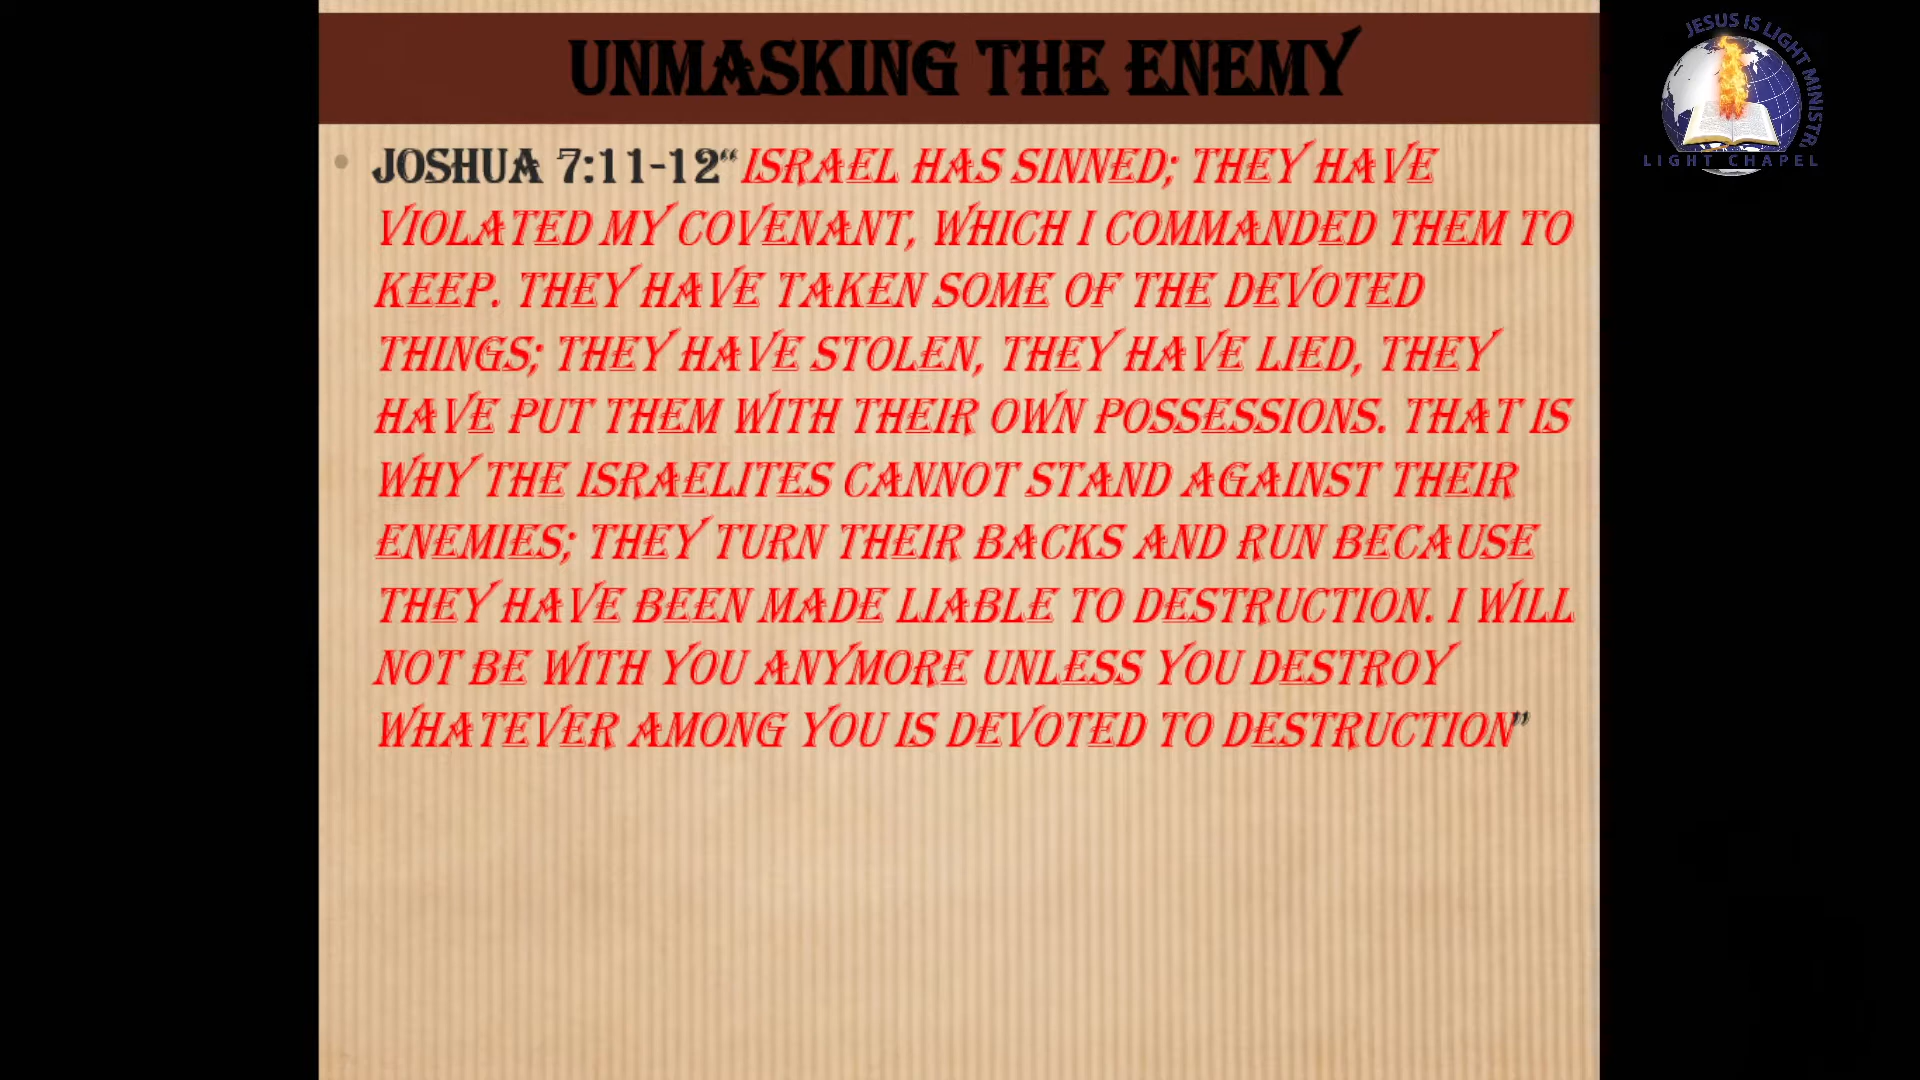 UNMASKING THE ENEMY
• JOSHUA 7:11-12“ISRAEL HAS SINNED; THEY HAVE
VIOLATED MY COVENANT, WHICH I COMMANDED THEM TO
KEEP. THEY HAVE TAKEN SOME OF THE DEVOTED
THINGS; THEY HAVE STOLEN, THEY HAVE LIED, THEY
HAVE PUT THEM WITH THEIR OWN POSSESSIONS. THAT IS
WHY THE ISRAELITES CANNOT STAND AGAINST THEIR
ENEMIES; THEY TURN THEIR BACKS AND RUN BECAUSE
THEY HAVE BEEN MADE LIABLE TO DESTRUCTION. I WILL
NOT BE WITH YOU ANYMORE UNLESS YOU DESTROY
WHATEVER AMONG YOU IS DEVOTED TO DESTRUCTION”
JESUS IS LIGHT MINISTR.
LIGHT CHAPEL